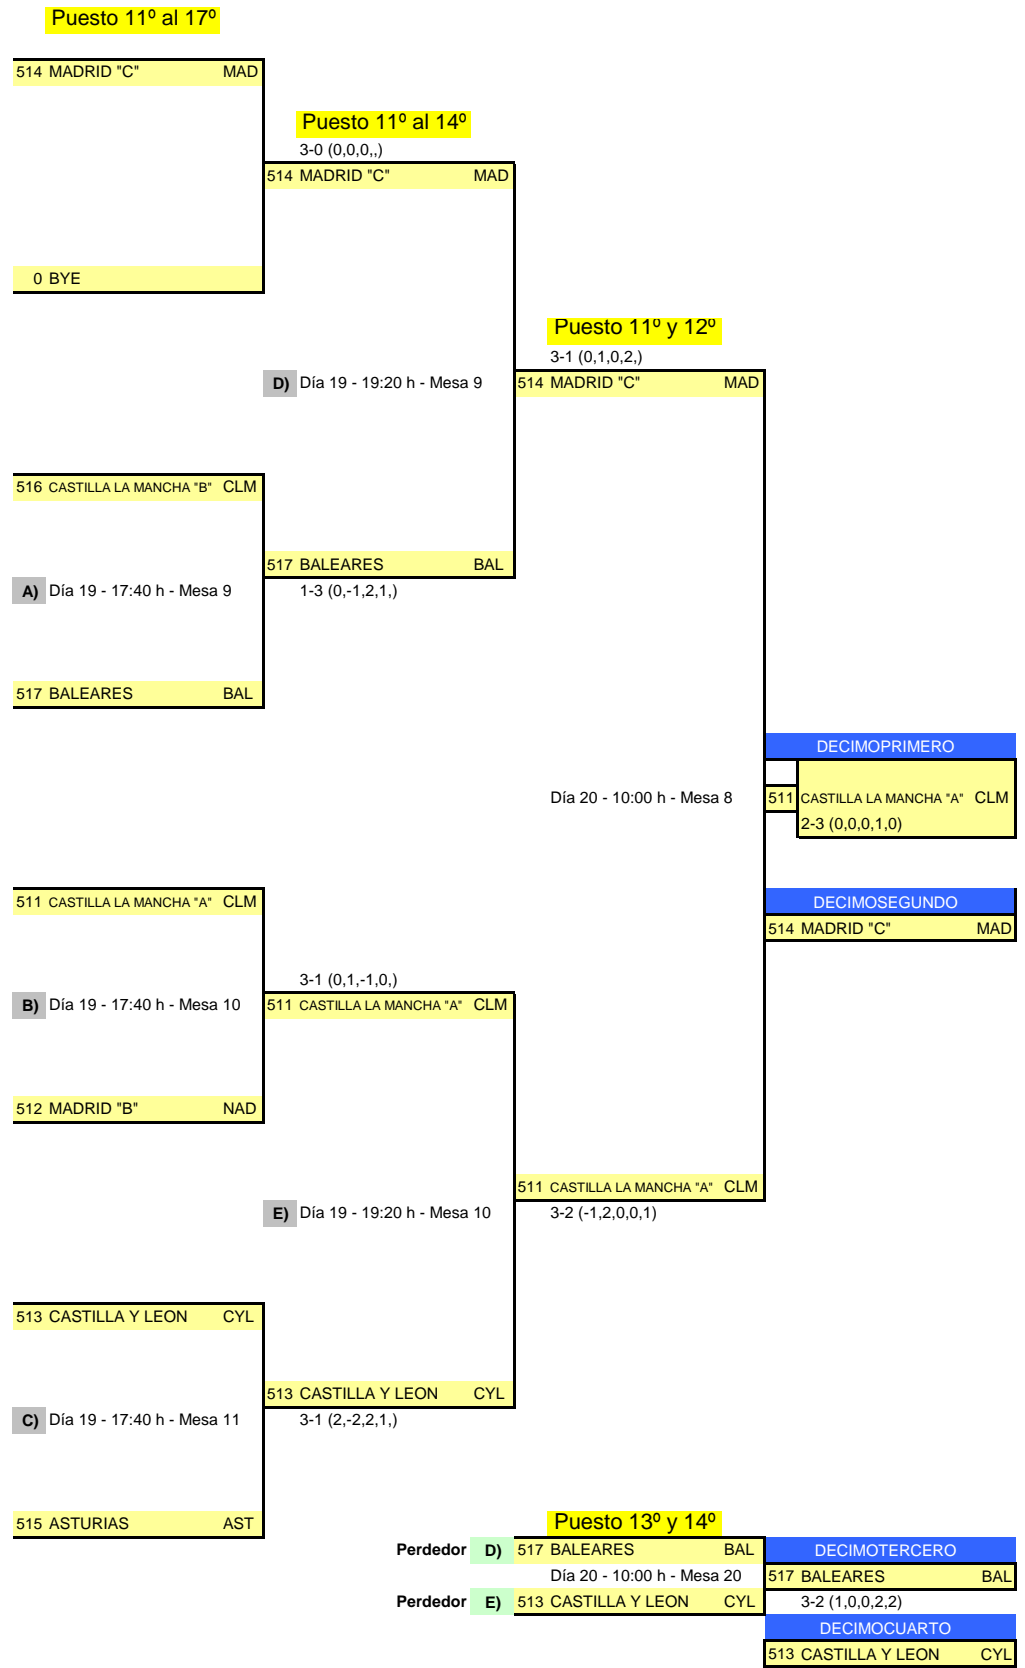 Puesto 11º al 17º
514 MADRID "C" MAD
Puesto 11º al 14º
3-0 (0,0,0,,)
514 MADRID "C" MAD
0 BYE
Puesto 11º y 12º
3-1 (0,1,0,2,)
D) Día 19 - 19:20 h - Mesa 9
514 MADRID "C" MAD
516 CASTILLA LA MANCHA "B" CLM
517 BALEARES BAL
A) Día 19 - 17:40 h - Mesa 9
1-3 (0,-1,2,1,)
517 BALEARES BAL
DECIMOPRIMERO
Día 20 - 10:00 h - Mesa 8
511 CASTILLA LA MANCHA "A" CLM
2-3 (0,0,0,1,0)
511 CASTILLA LA MANCHA "A" CLM
DECIMOSEGUNDO
514 MADRID "C" MAD
3-1 (0,1,-1,0,)
B) Día 19 - 17:40 h - Mesa 10
511 CASTILLA LA MANCHA "A" CLM
512 MADRID "B" NAD
511 CASTILLA LA MANCHA "A" CLM
E) Día 19 - 19:20 h - Mesa 10
3-2 (-1,2,0,0,1)
513 CASTILLA Y LEON CYL
513 CASTILLA Y LEON CYL
C) Día 19 - 17:40 h - Mesa 11
3-1 (2,-2,2,1,)
515 ASTURIAS AST
Puesto 13º y 14º
Perdedor D) 517 BALEARES BAL
DECIMOTERCERO
Día 20 - 10:00 h - Mesa 20
517 BALEARES BAL
Perdedor E) 513 CASTILLA Y LEON CYL
3-2 (1,0,0,2,2)
DECIMOCUARTO
513 CASTILLA Y LEON CYL